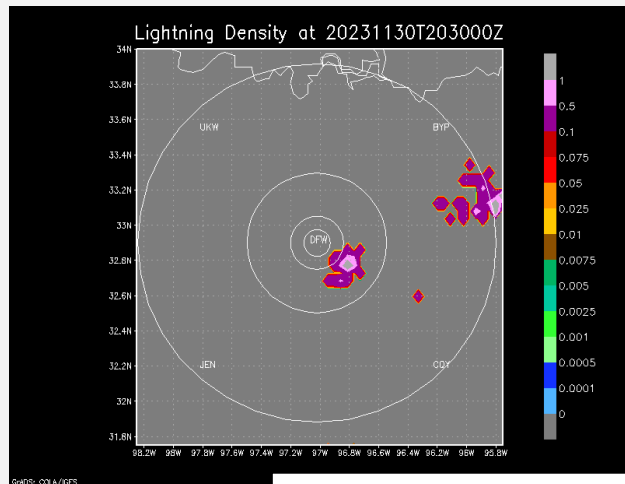 Lightning Density at 20231130T203000Z
34N
33.8N
33.6N
33.4N
33.2N
33N
32.8N
32.6N
32.4N
32.2N
32N
31.8N
UKW
BYP
DFW
JEN
CQY
98.2W 98W 97.8W 97.6W 97.4W 97.2W 97W 96.8W 96.6W 96.4W 96.2W 96W 95.8W
1
0.5
0.1
0.075
0.05
0.025
0.01
0.005
0.0025
0.001
0.0005
0.0001
0
GrADS: COLA/IGES